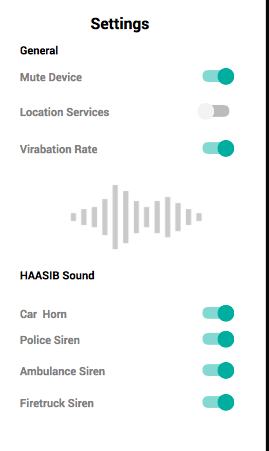 Settings
General
Mute Device
Location Services
Virabation Rate
HAASIB Sound
Car Horn
Police Siren
Ambulance Siren
Firetruck Siren